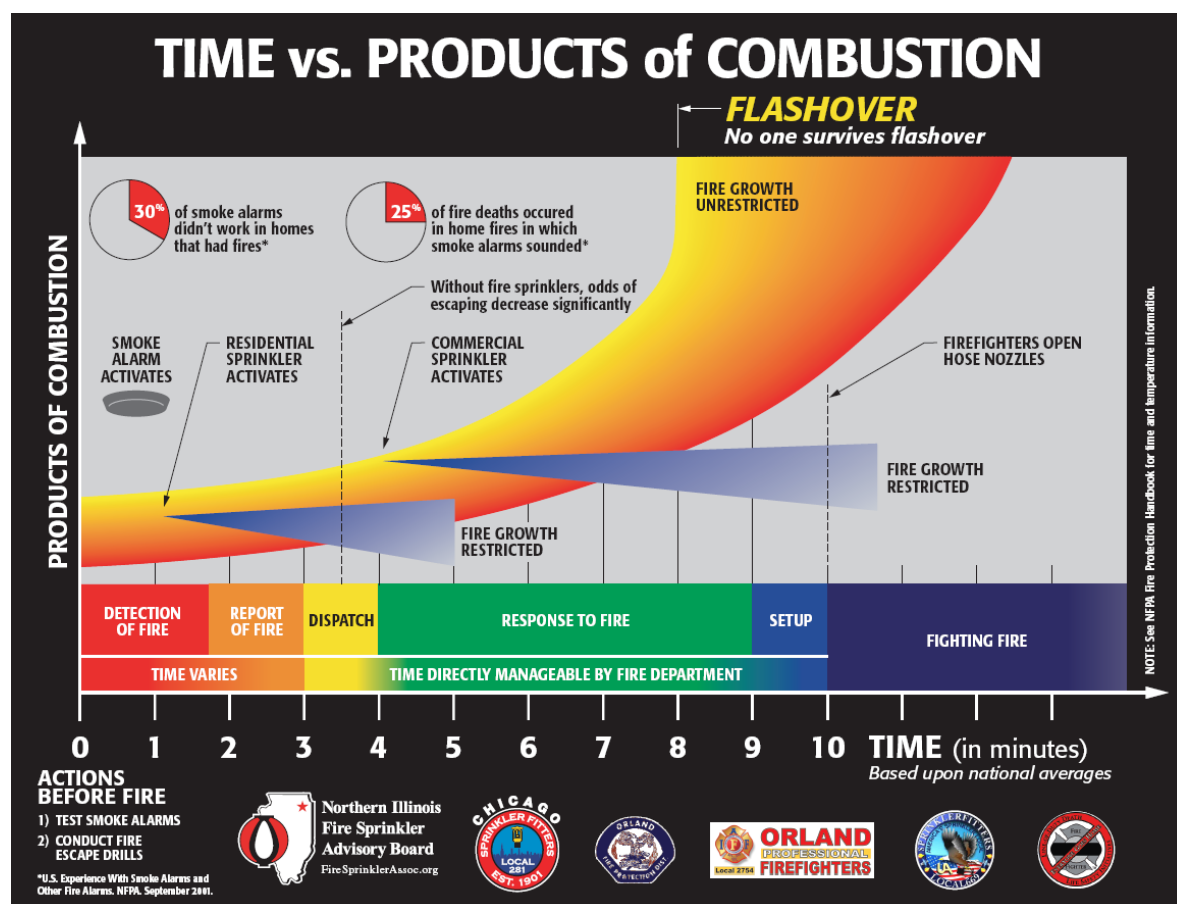 TIME vs. PRODUCTS of COMBUSTION
FLASHOVER
No one survives flashover
PRODUCTS OF COMBUSTION
30%
of smoke alarms
didn't work in homes
that had fires*
25%
of fire deaths occured
in home fires in which
smoke alarms sounded*
FIRE GROWTH
UNRESTRICTED
Without fire sprinklers, odds of
escaping decrease significantly
SMOKE
ALARM
ACTIVATES
RESIDENTIAL
SPRINKLER
ACTIVATES
COMMERCIAL
SPRINKLER
ACTIVATES
FIREFIGHTERS OPEN
HOSE NOZZLES
FIRE GROWTH
RESTRICTED
FIRE GROWTH
RESTRICTED
NOTE: See NFPA Fire Protection Handbook for time and temperature information.
DETECTION
OF FIRE
REPORT
OF FIRE
DISPATCH
RESPONSE TO FIRE
SETUP
FIGHTING FIRE
TIME VARIES
TIME DIRECTLY MANAGEABLE BY FIRE DEPARTMENT
0 1 2 3 4 5 6 7 8 9 10 TIME (in minutes)
Based upon national averages
ACTIONS
BEFORE FIRE
1) TEST SMOKE ALARMS
2) CONDUCT FIRE
ESCAPE DRILLS
*U.S. Experience With Smoke Alarms and
Other Fire Alarms. NFPA. September 2001.
Northern Illinois
Fire Sprinkler
Advisory Board
FireSprinklerAssoc.org
CHICAGO
SPRINKLER FITTERS
LOCAL
281
EST. 1901
ORLAND
FIRE PROTECTION DIST
Local 2754
ORLAND
PROFESSIONAL
FIREFIGHTERS
SPRINKLERFITTERS
UA
LOCAL 669